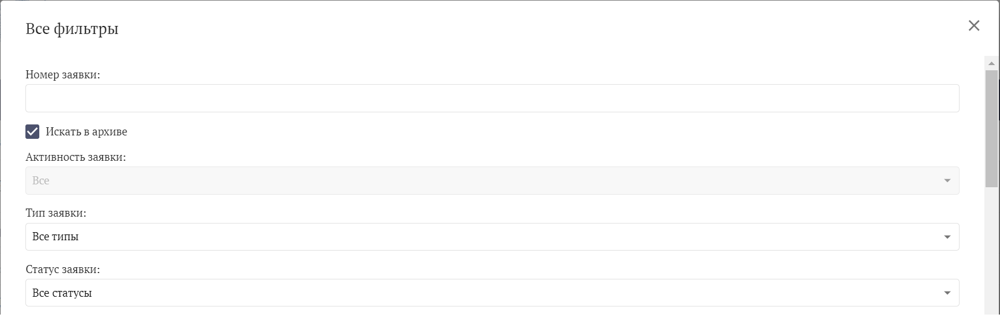 Все фильтры
Номер заявки:
Искать в архиве
Активность заявки:
Все
Тип заявки:
Все типы
Статус заявки:
Все статусы